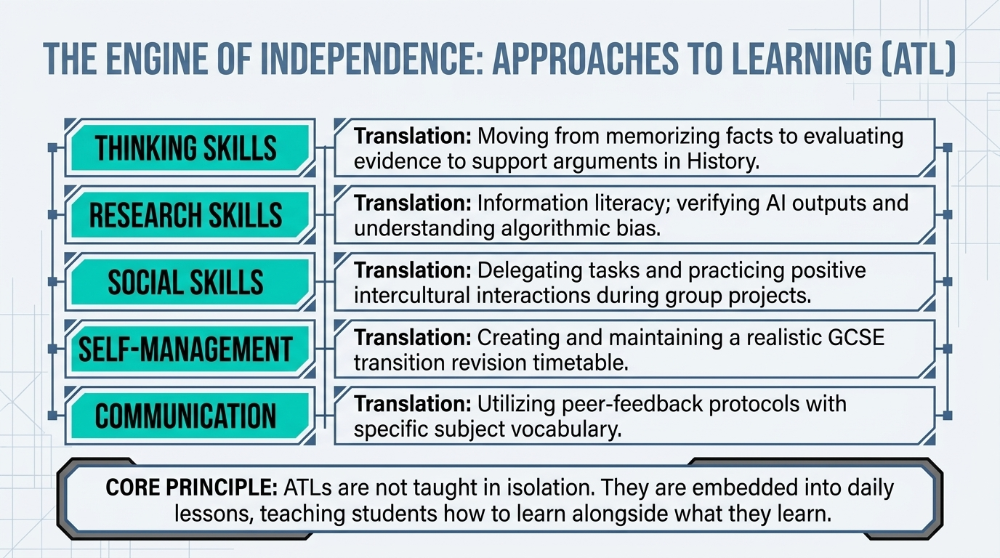 THE ENGINE OF INDEPENDENCE: APPROACHES TO LEARNING (ATL)
THINKING SKILLS
Translation: Moving from memorizing facts to evaluating
evidence to support arguments in History.
RESEARCH SKILLS
Translation: Information literacy; verifying AI outputs and
understanding algorithmic bias.
SOCIAL SKILLS
Translation: Delegating tasks and practicing positive
intercultural interactions during group projects.
SELF-MANAGEMENT
Translation: Creating and maintaining a realistic GCSE
transition revision timetable.
COMMUNICATION
Translation: Utilizing peer-feedback protocols with
specific subject vocabulary.
CORE PRINCIPLE: ATLs are not taught in isolation. They are embedded into daily
lessons, teaching students how to learn alongside what they learn.